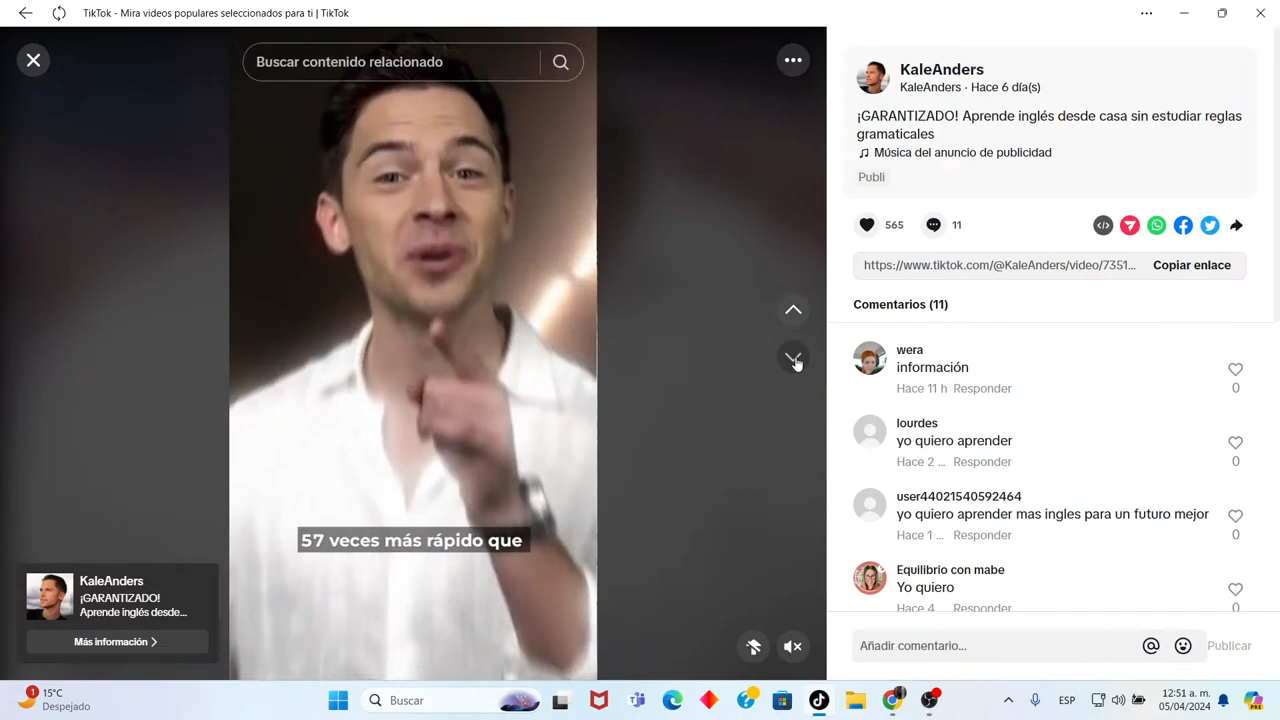 TikTok - Mira videos populares seleccionados para ti | TikTok
Buscar contenido relacionado
57 veces más rápido que
KaleAnders
¡GARANTIZADO!
Aprende inglés desde...
Más información
KaleAnders
KaleAnders · Hace 6 día(s)
¡GARANTIZADO! Aprende inglés desde casa sin estudiar reglas
gramaticales
Música del anuncio de publicidad
Publi
565
11
https://www.tiktok.com/@KaleAnders/video/7351...
Copiar enlace
Comentarios (11)
wera
información
Hace 11 h Responder
0
lourdes
yo quiero aprender
Hace 2 ... Responder
0
user44021540592464
yo quiero aprender mas ingles para un futuro mejor
Hace 1 ... Responder
0
Equilibrio con mabe
Yo quiero
Hace 4 Responder
0
Añadir comentario...
Publicar
1
15°C
Despejado
Buscar
ESP
12:51 a. m.
05/04/2024